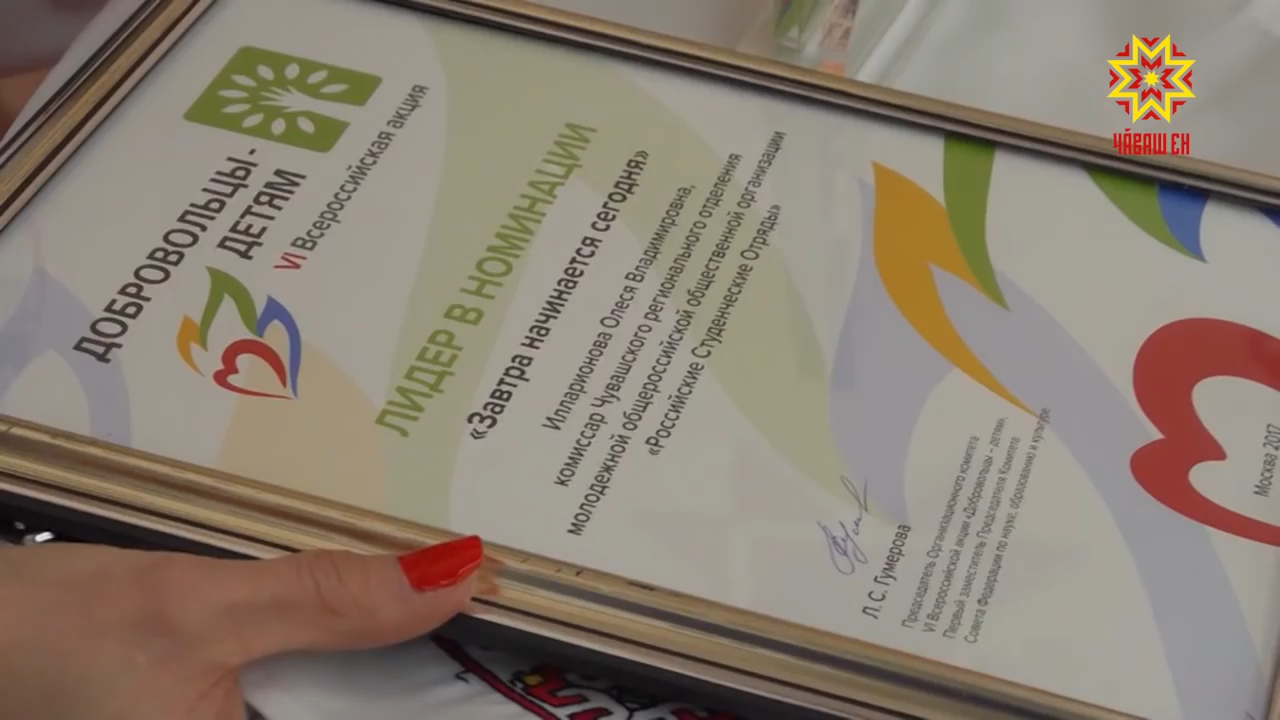 ДОБРОВОЛЬЦЫ-
ДЕТЯМ
VI Всероссийская акция
ЛИДЕР В НОМИНАЦИИ
«Завтра начинается сегодня»
Илларионова Олеся Владимировна,
комиссар Чувашского регионального отделения
молодежной общероссийской общественной организации
«Российские Студенческие Отряды»
Л. С. Гумерова
Председатель Организационного комитета
VI Всероссийской акции «Добровольцы – детям»,
Первый заместитель Председателя Комитета
Совета Федерации по науке, образованию и культуре
Москва 2017
ЧӐВАШ ЕН